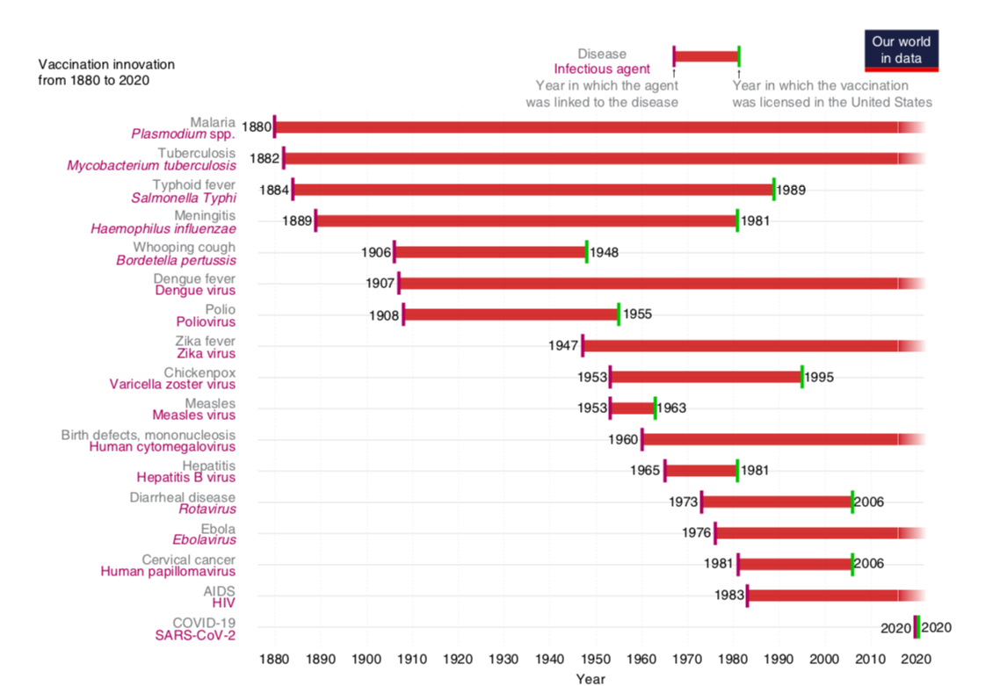 Vaccination innovation
from 1880 to 2020
Disease
Infectious agent
Year in which the agent
was linked to the disease
Year in which the vaccination
was licensed in the United States
Our world
in data
Malaria
Plasmodium spp.
1880
Tuberculosis
Mycobacterium tuberculosis
1882
Typhoid fever
Salmonella Typhi
1884
1989
Meningitis
Haemophilus influenzae
1889
1981
Whooping cough
Bordetella pertussis
1906
1948
Dengue fever
Dengue virus
1907
Polio
Poliovirus
1908
1955
Zika fever
Zika virus
1947
Chickenpox
Varicella zoster virus
1953
1995
Measles
Measles virus
1953
1963
Birth defects, mononucleosis
Human cytomegalovirus
1960
Hepatitis
Hepatitis B virus
1965
1981
Diarrheal disease
Rotavirus
1973
2006
Ebola
Ebolavirus
1976
Cervical cancer
Human papillomavirus
1981
2006
AIDS
HIV
1983
COVID-19
SARS-CoV-2
2020
2020
1880 1890 1900 1910 1920 1930 1940 1950 1960 1970 1980 1990 2000 2010 2020
Year